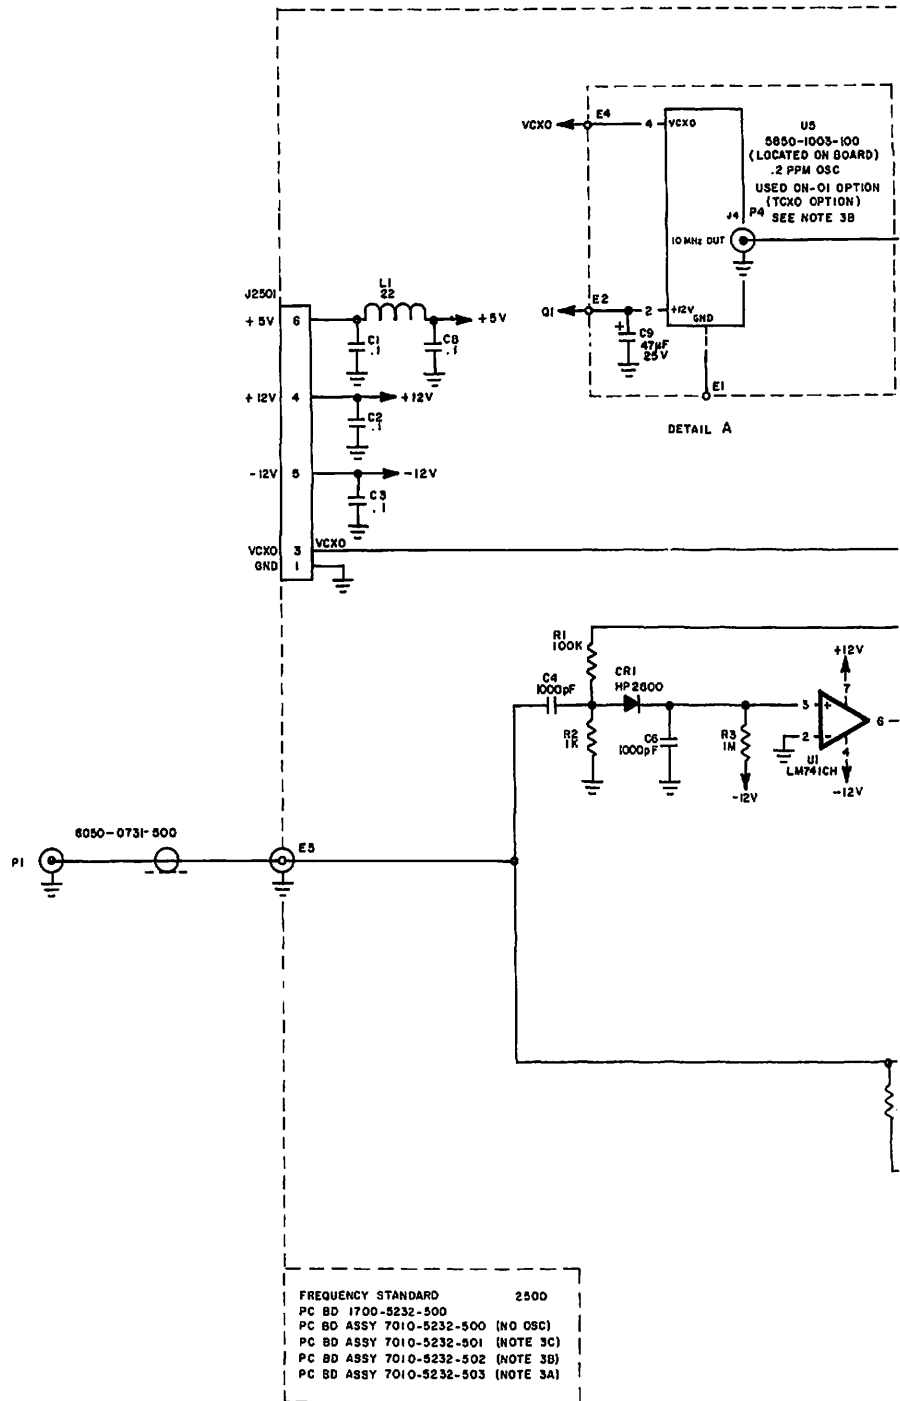 VCXO E4 4 VCXO
U5
5850-1003-100
(LOCATED ON BOARD)
.2 PPM OSC
USED ON-01 OPTION
(TCXO OPTION)
J4 P4 SEE NOTE 3B
10 MHz OUT
Q1 E2 2 +12V
GND
+ C9
47µF
25V
E1
DETAIL A
J2501
L1
22
+5V 6 +5V
C1
.1
C8
.1
+12V 4 +12V
C2
.1
-12V 5 -12V
C3
.1
VCXO 3 VCXO
GND 1
R1
100K
C4
1000pF
CR1
HP2800
+12V
7
3 +
2 -
6
R2
1K
C6
1000pF
R3
1M
4
U1
LM741CH
-12V
-12V
6050-0731-500
P1
E5
FREQUENCY STANDARD 2500
PC BD 1700-5232-500
PC BD ASSY 7010-5232-500 (NO OSC)
PC BD ASSY 7010-5232-501 (NOTE 3C)
PC BD ASSY 7010-5232-502 (NOTE 3B)
PC BD ASSY 7010-5232-503 (NOTE 3A)